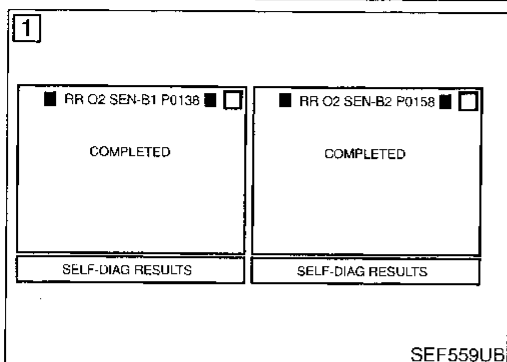 1
RR O2 SEN-B1 P0138
COMPLETED
SELF-DIAG RESULTS
RR O2 SEN-B2 P0158
COMPLETED
SELF-DIAG RESULTS
SEF559UB